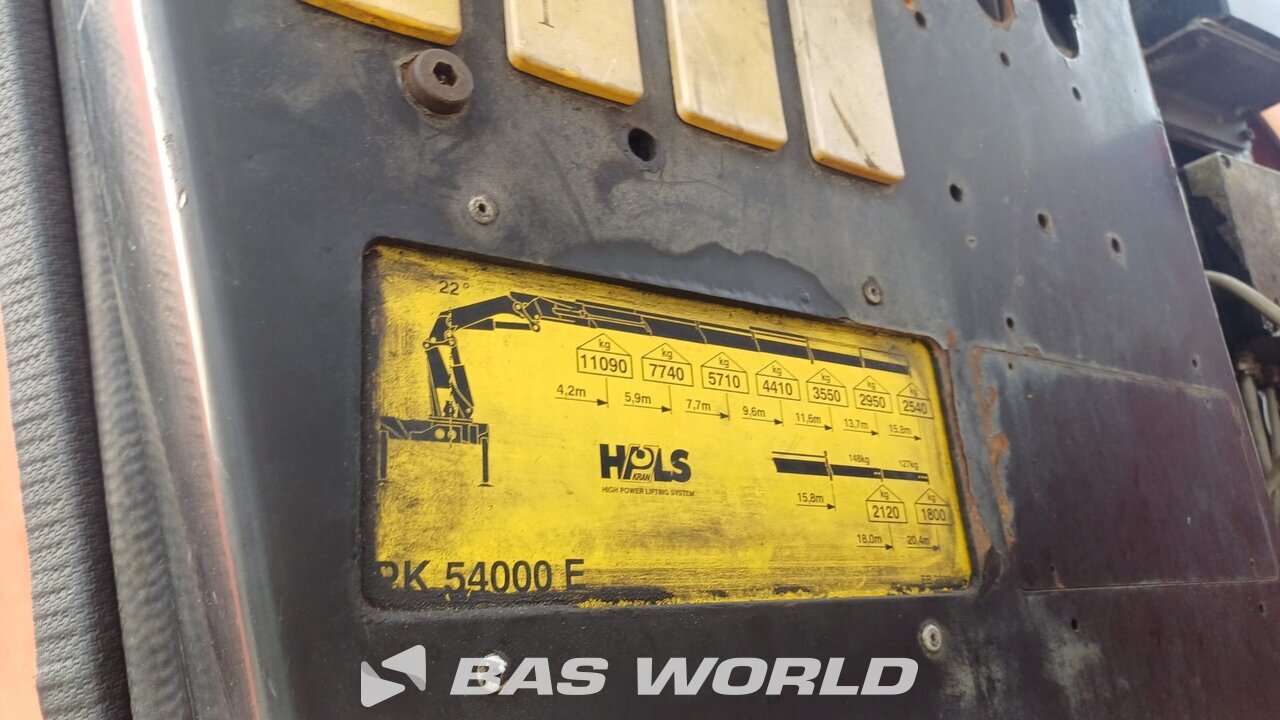 22°
kg kg kg kg kg kg kg
11090 7740 5710 4410 3550 2950 2540
4,2m 5,9m 7,7m 9,6m 11,6m 13,7m 15,8m
HPLS
KRAN
HIGH POWER LIFTING SYSTEM
148kg 127kg
15,8m
kg kg
2120 1800
18,0m 20,4m
PK 54000 E
BAS WORLD